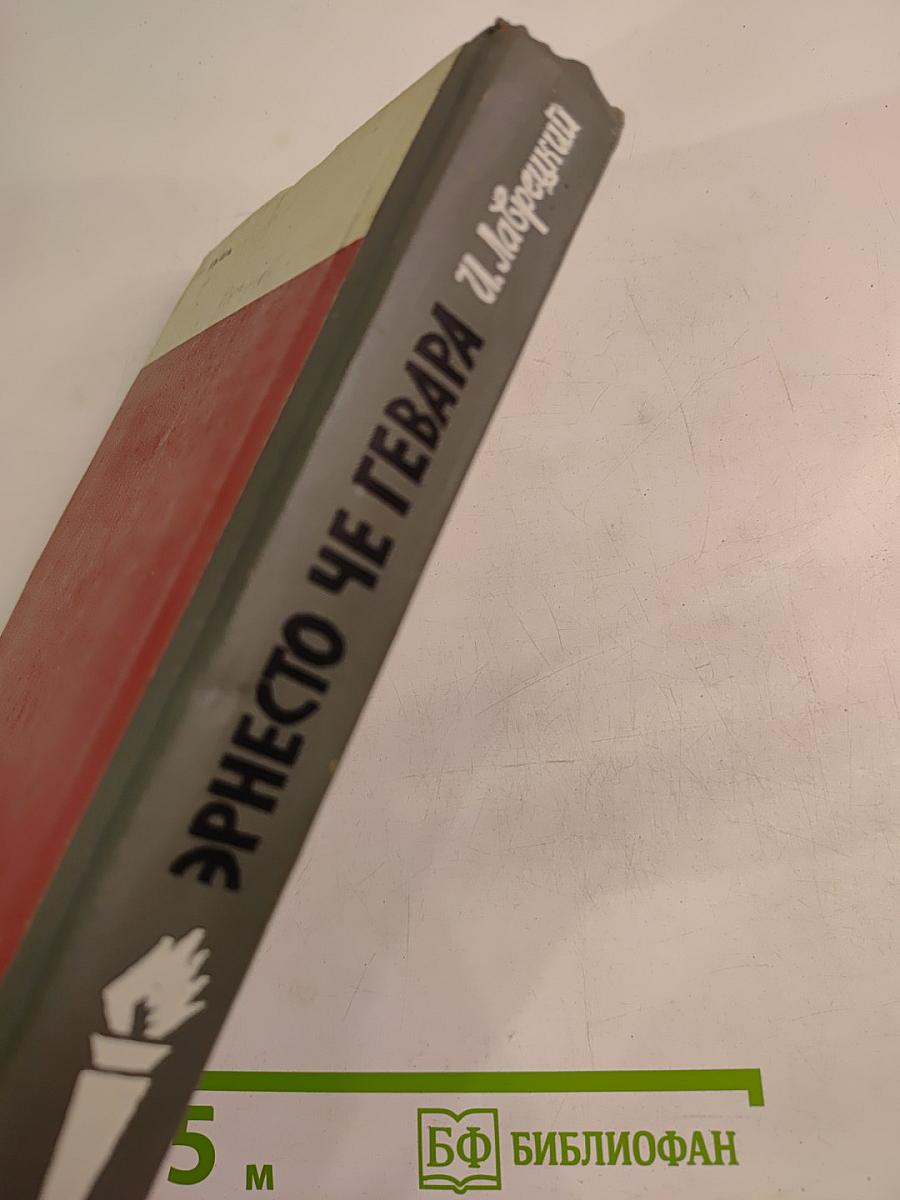 И. Лаврецкий
ЭРНЕСТО ЧЕ ГЕВАРА
5 м
БФ БИБЛИОФАН